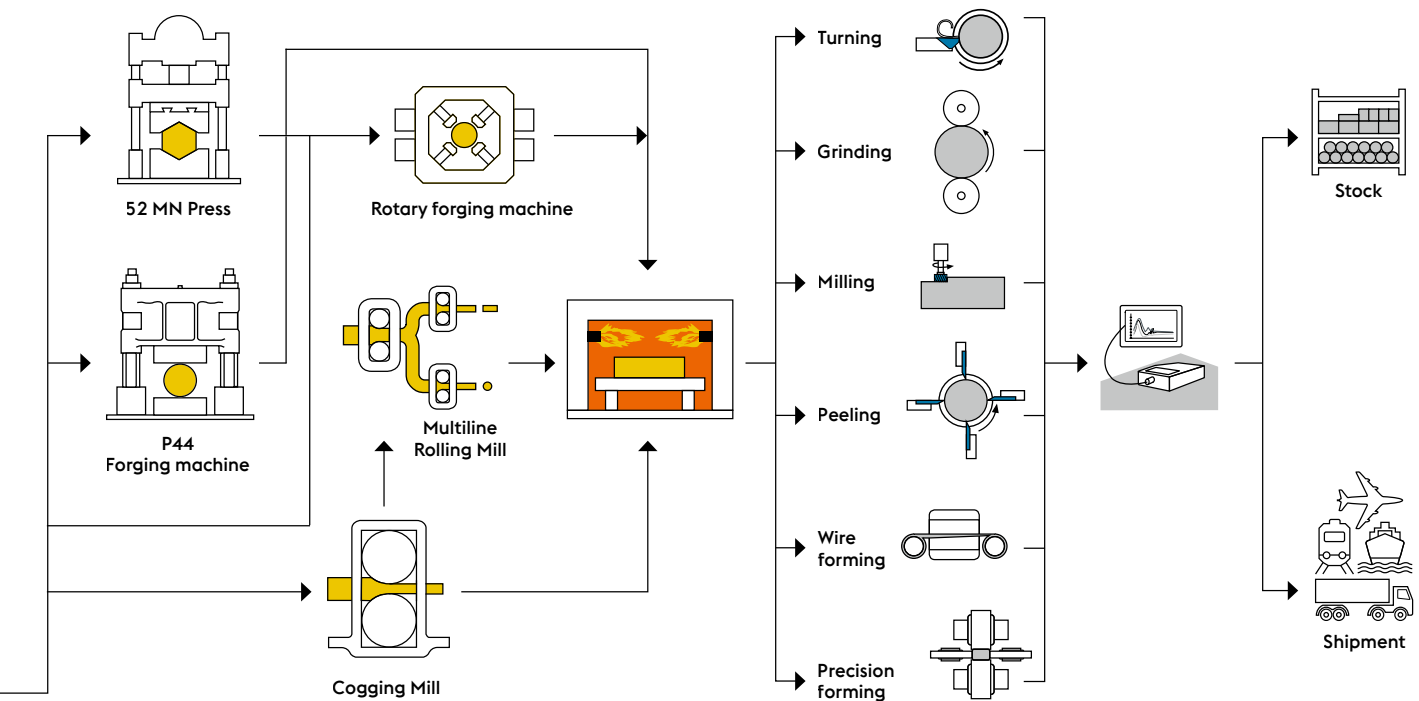 52 MN Press
Rotary forging machine
P44
Forging machine
Multiline
Rolling Mill
Cogging Mill
Turning
Grinding
Milling
Peeling
Wire
forming
Precision
forming
Stock
Shipment